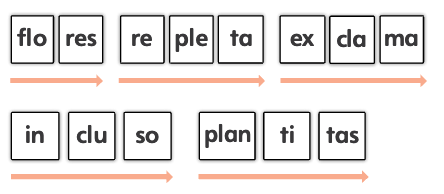 flo res re ple ta ex cla ma
in clu so plan ti tas